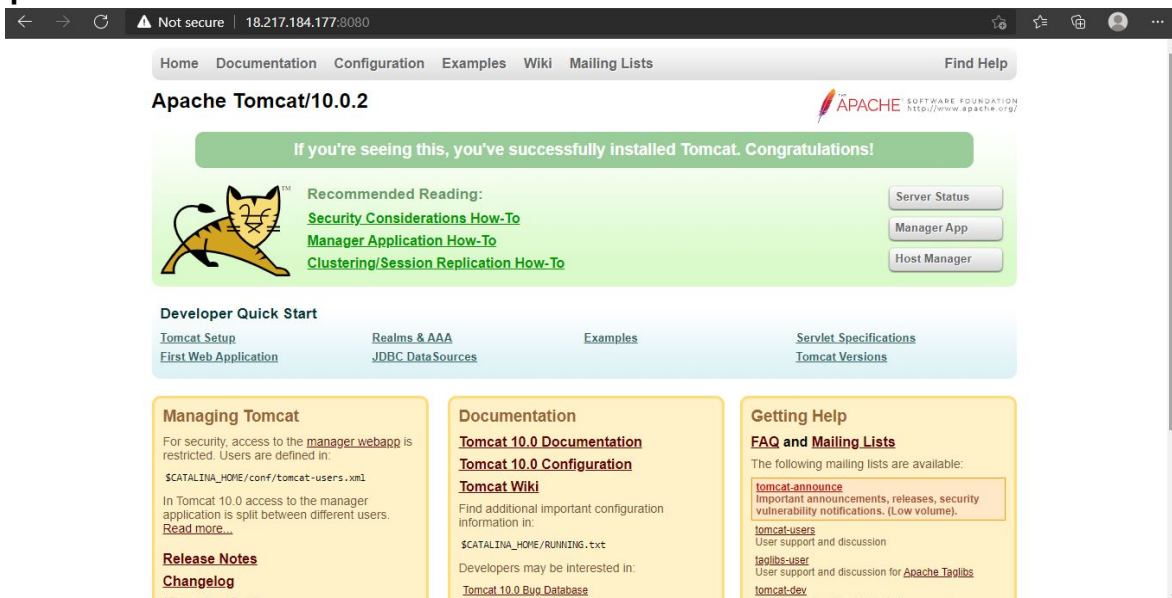 Not secure 18.217.184.177:8080
Home Documentation Configuration Examples Wiki Mailing Lists Find Help
Apache Tomcat/10.0.2
THE APACHE SOFTWARE FOUNDATION
http://www.apache.org/
If you're seeing this, you've successfully installed Tomcat. Congratulations!
TM
Recommended Reading:
Security Considerations How-To
Manager Application How-To
Clustering/Session Replication How-To
Server Status
Manager App
Host Manager
Developer Quick Start
Tomcat Setup
First Web Application
Realms & AAA
JDBC DataSources
Examples
Servlet Specifications
Tomcat Versions
Managing Tomcat
For security, access to the manager webapp is
restricted. Users are defined in:
$CATALINA_HOME/conf/tomcat-users.xml
In Tomcat 10.0 access to the manager
application is split between different users.
Read more...
Release Notes
Changelog
Documentation
Tomcat 10.0 Documentation
Tomcat 10.0 Configuration
Tomcat Wiki
Find additional important configuration
information in:
$CATALINA_HOME/RUNNING.txt
Developers may be interested in:
Tomcat 10.0 Bug Database
Getting Help
FAQ and Mailing Lists
The following mailing lists are available:
tomcat-announce
Important announcements, releases, security
vulnerability notifications. (Low volume).
tomcat-users
User support and discussion
taglibs-user
User support and discussion for Apache Taglibs
tomcat-dev